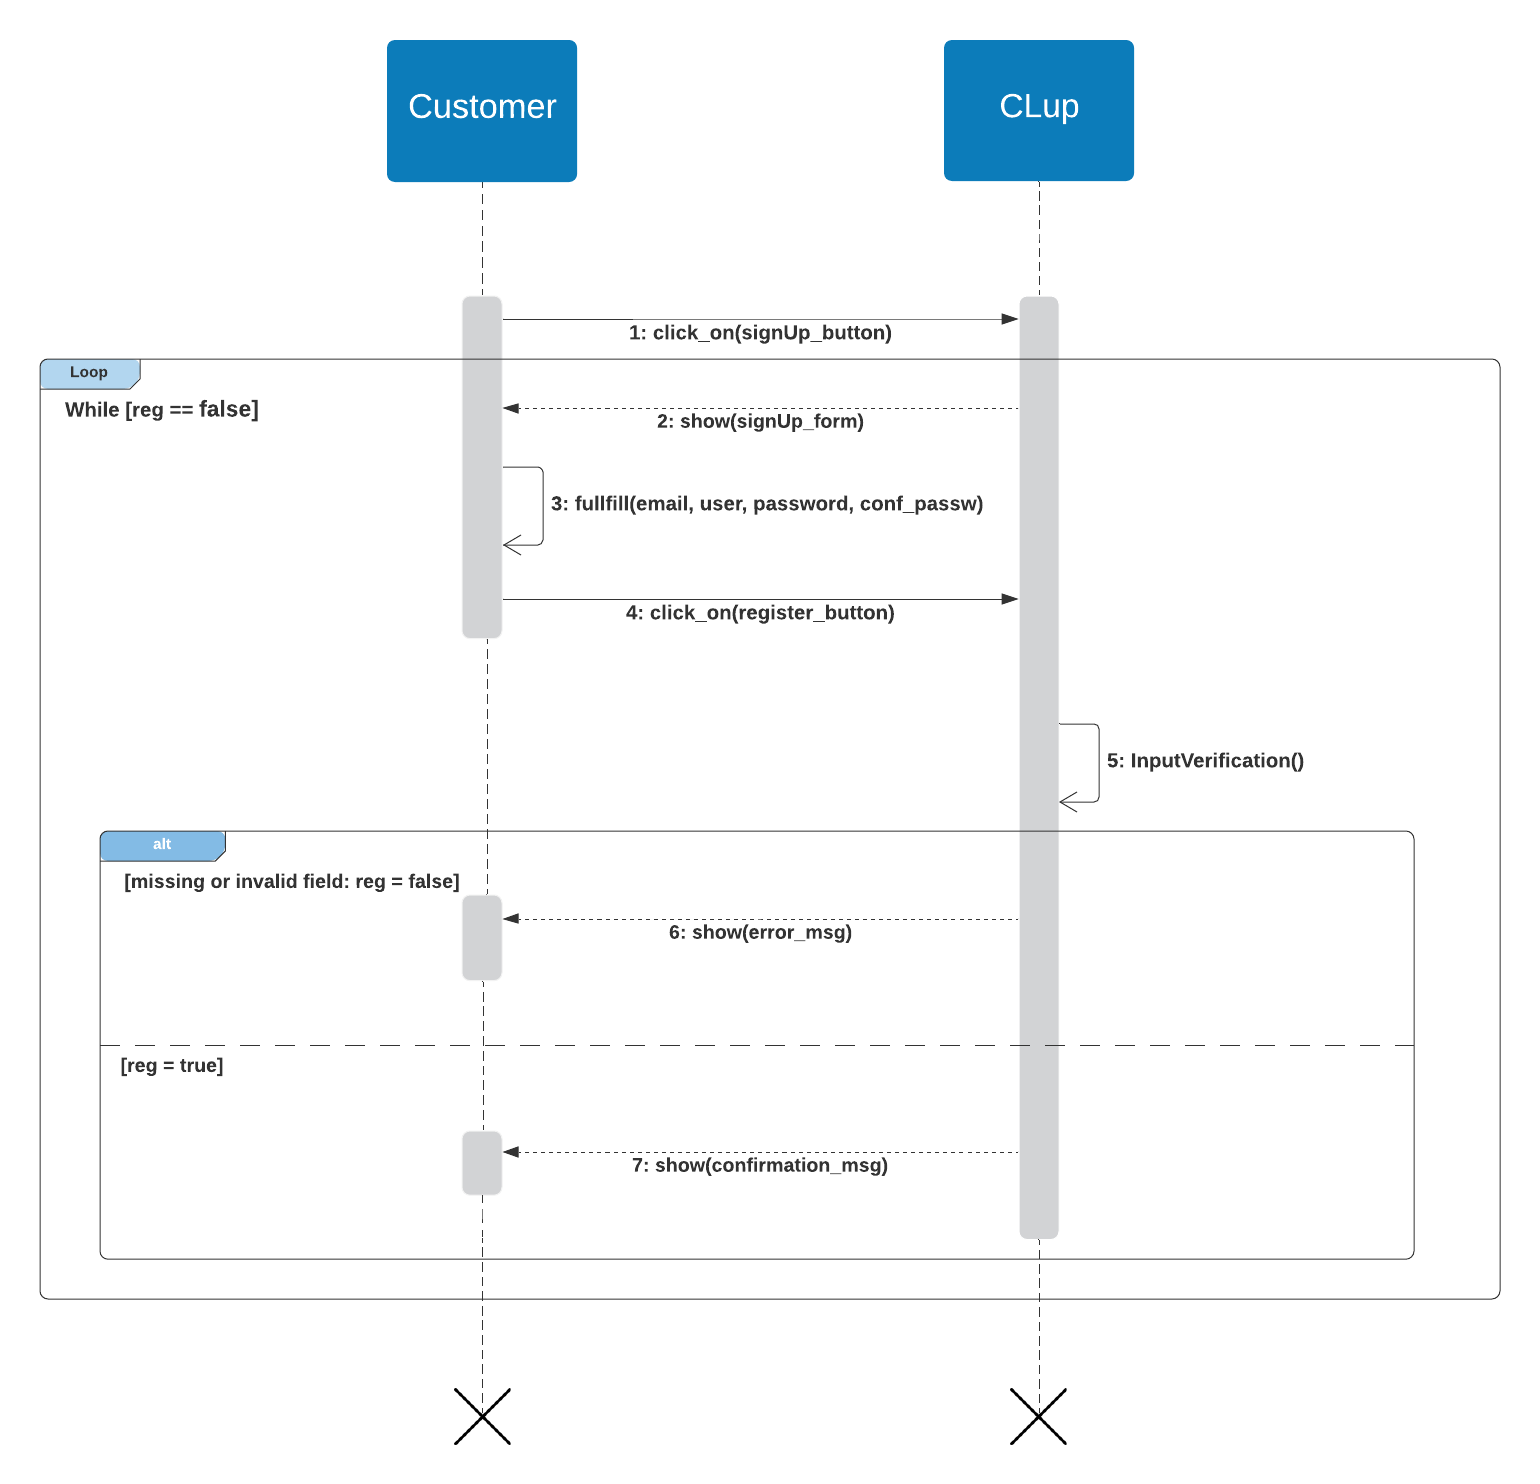 Customer
CLup
1: click_on(signUp_button)
Loop
While [reg == false]
2: show(signUp_form)
3: fullfill(email, user, password, conf_passw)
4: click_on(register_button)
5: InputVerification()
alt
[missing or invalid field: reg = false]
6: show(error_msg)
[reg = true]
7: show(confirmation_msg)